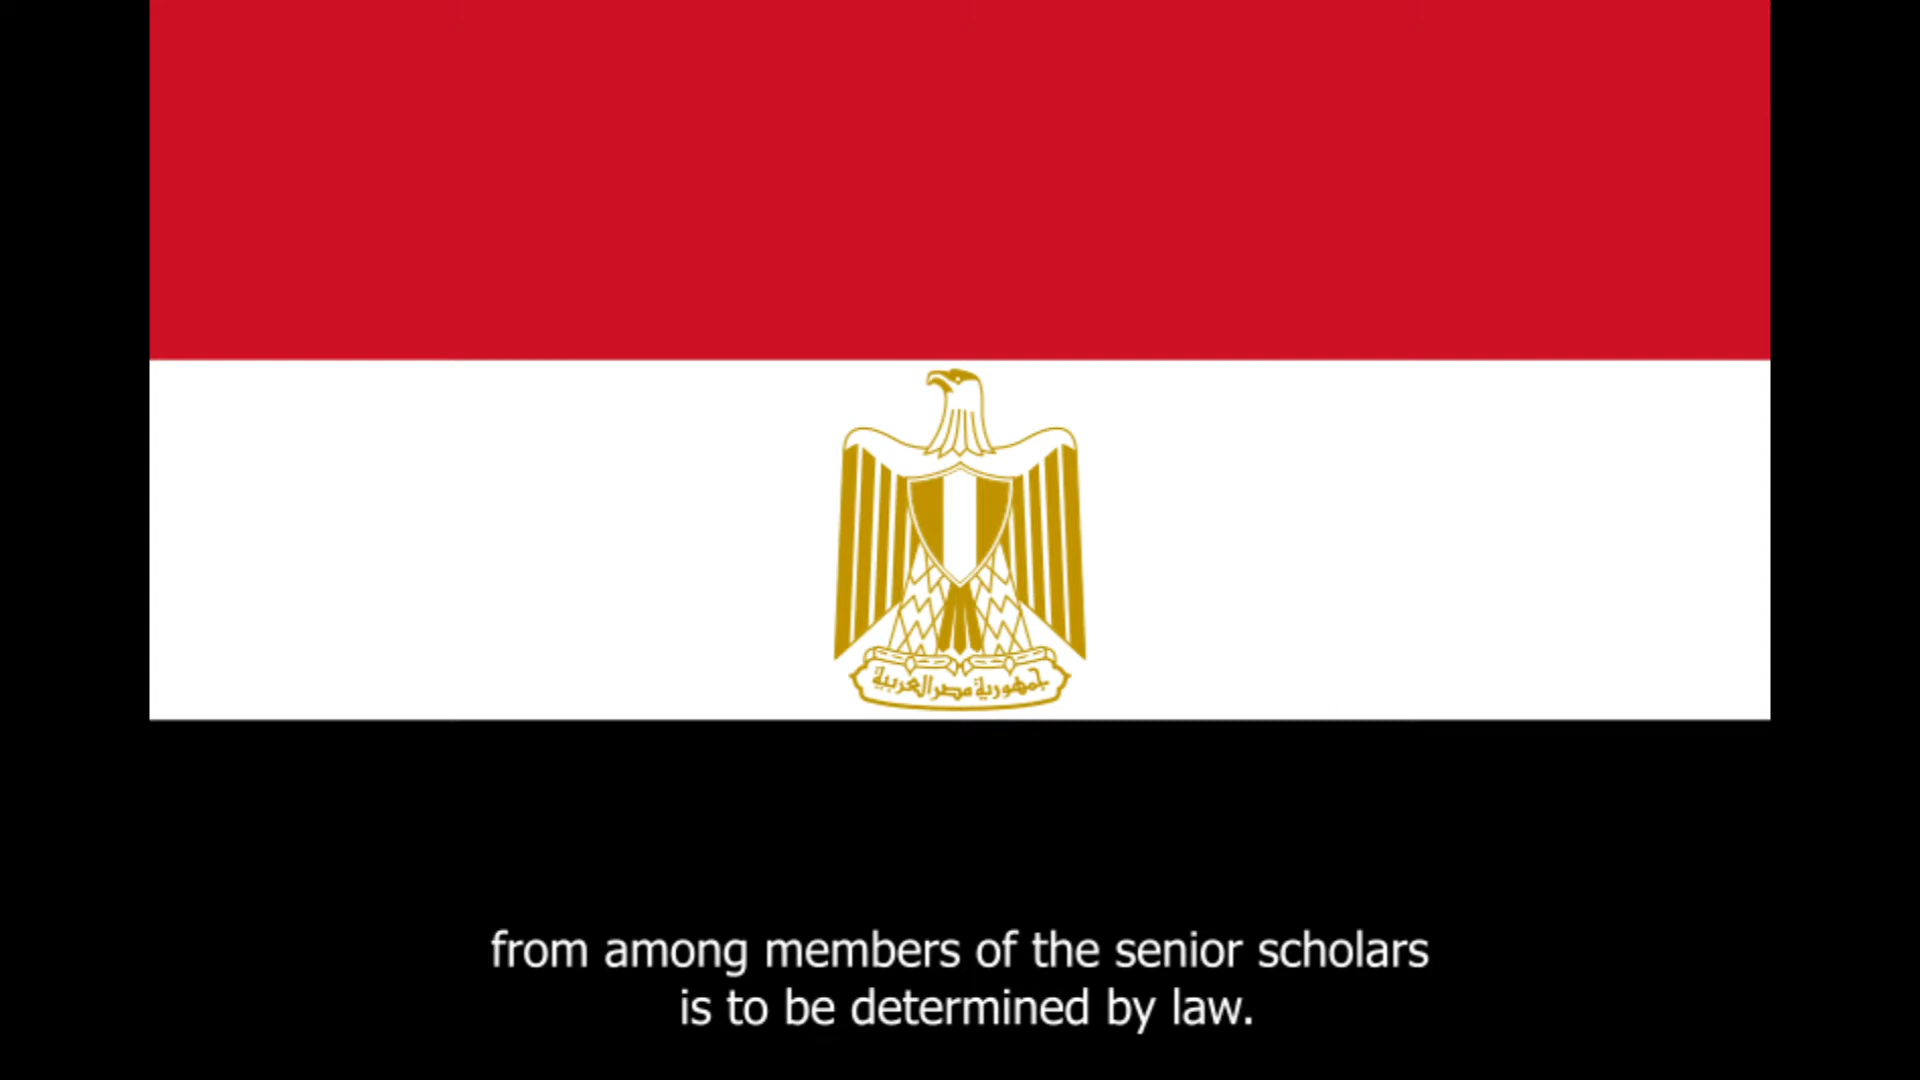 جمهورية مصر العربية
from among members of the senior scholars
is to be determined by law.